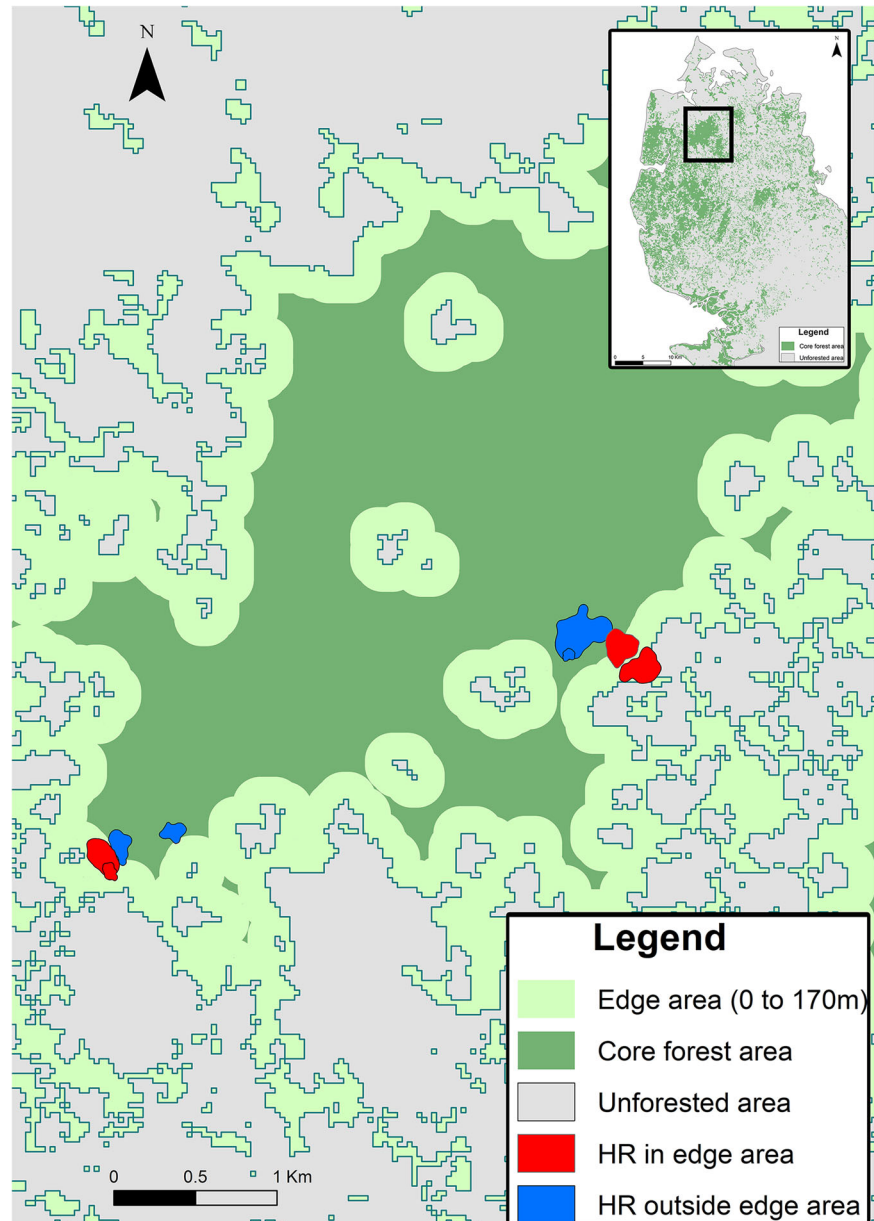 N
N
Legend
Core forest area
Unforested area
0 5 10 Km
Legend
Edge area (0 to 170m)
Core forest area
Unforested area
HR in edge area
HR outside edge area
0 0.5 1 Km